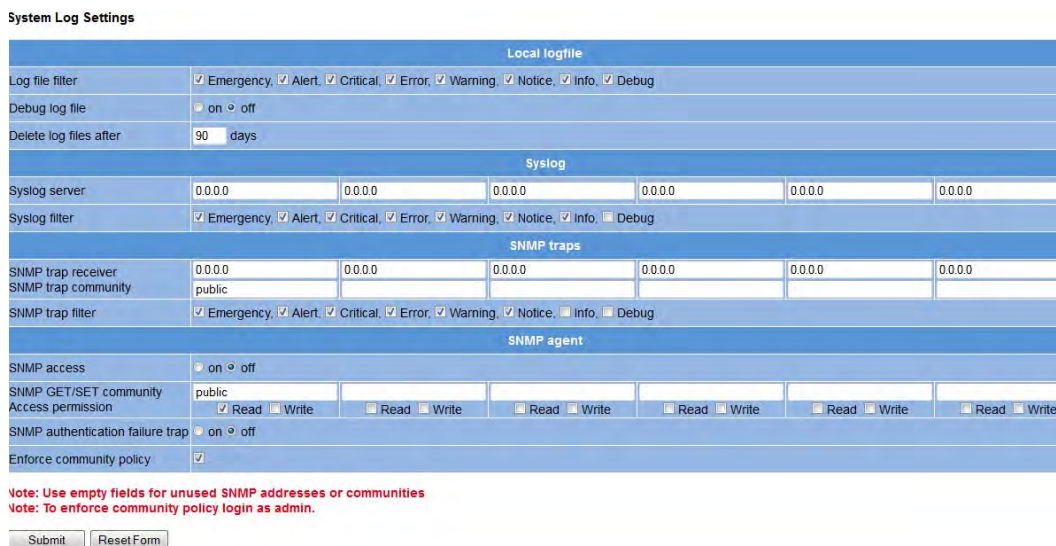 System Log Settings
Local logfile
Log file filter Emergency, Alert, Critical, Error, Warning, Notice, Info, Debug
Debug log file on off
Delete log files after 90 days
Syslog
Syslog server 0.0.0.0 0.0.0.0 0.0.0.0 0.0.0.0 0.0.0.0 0.0.0.0
Syslog filter Emergency, Alert, Critical, Error, Warning, Notice, Info, Debug
SNMP traps
SNMP trap receiver 0.0.0.0 0.0.0.0 0.0.0.0 0.0.0.0 0.0.0.0 0.0.0.0
SNMP trap community public
SNMP trap filter Emergency, Alert, Critical, Error, Warning, Notice, Info, Debug
SNMP agent
SNMP access on off
SNMP GET/SET community public
Access permission Read Write Read Write Read Write Read Write Read Write Read Write
SNMP authentication failure trap on off
Enforce community policy
Note: Use empty fields for unused SNMP addresses or communities
Note: To enforce community policy login as admin.
Submit Reset Form